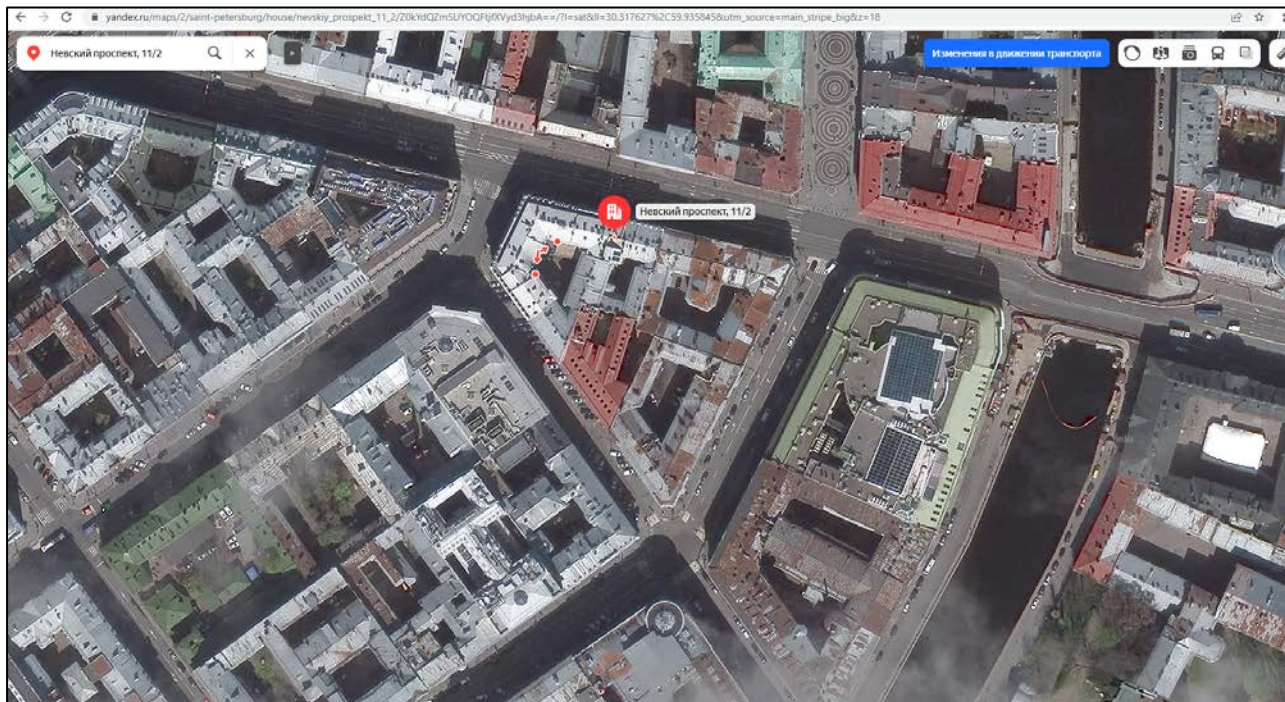 yandex.ru/maps/2/saint-petersburg/house/nevskiy_prospekt_11_2/Z0kYdQZmSUYOQFtjfXVyd3hjbA==/?l=sat&ll=30.317627%2C59.935845&utm_source=main_stripe_big&z=18
Невский проспект, 11/2
Изменения в движении транспорта
Невский проспект, 11/2